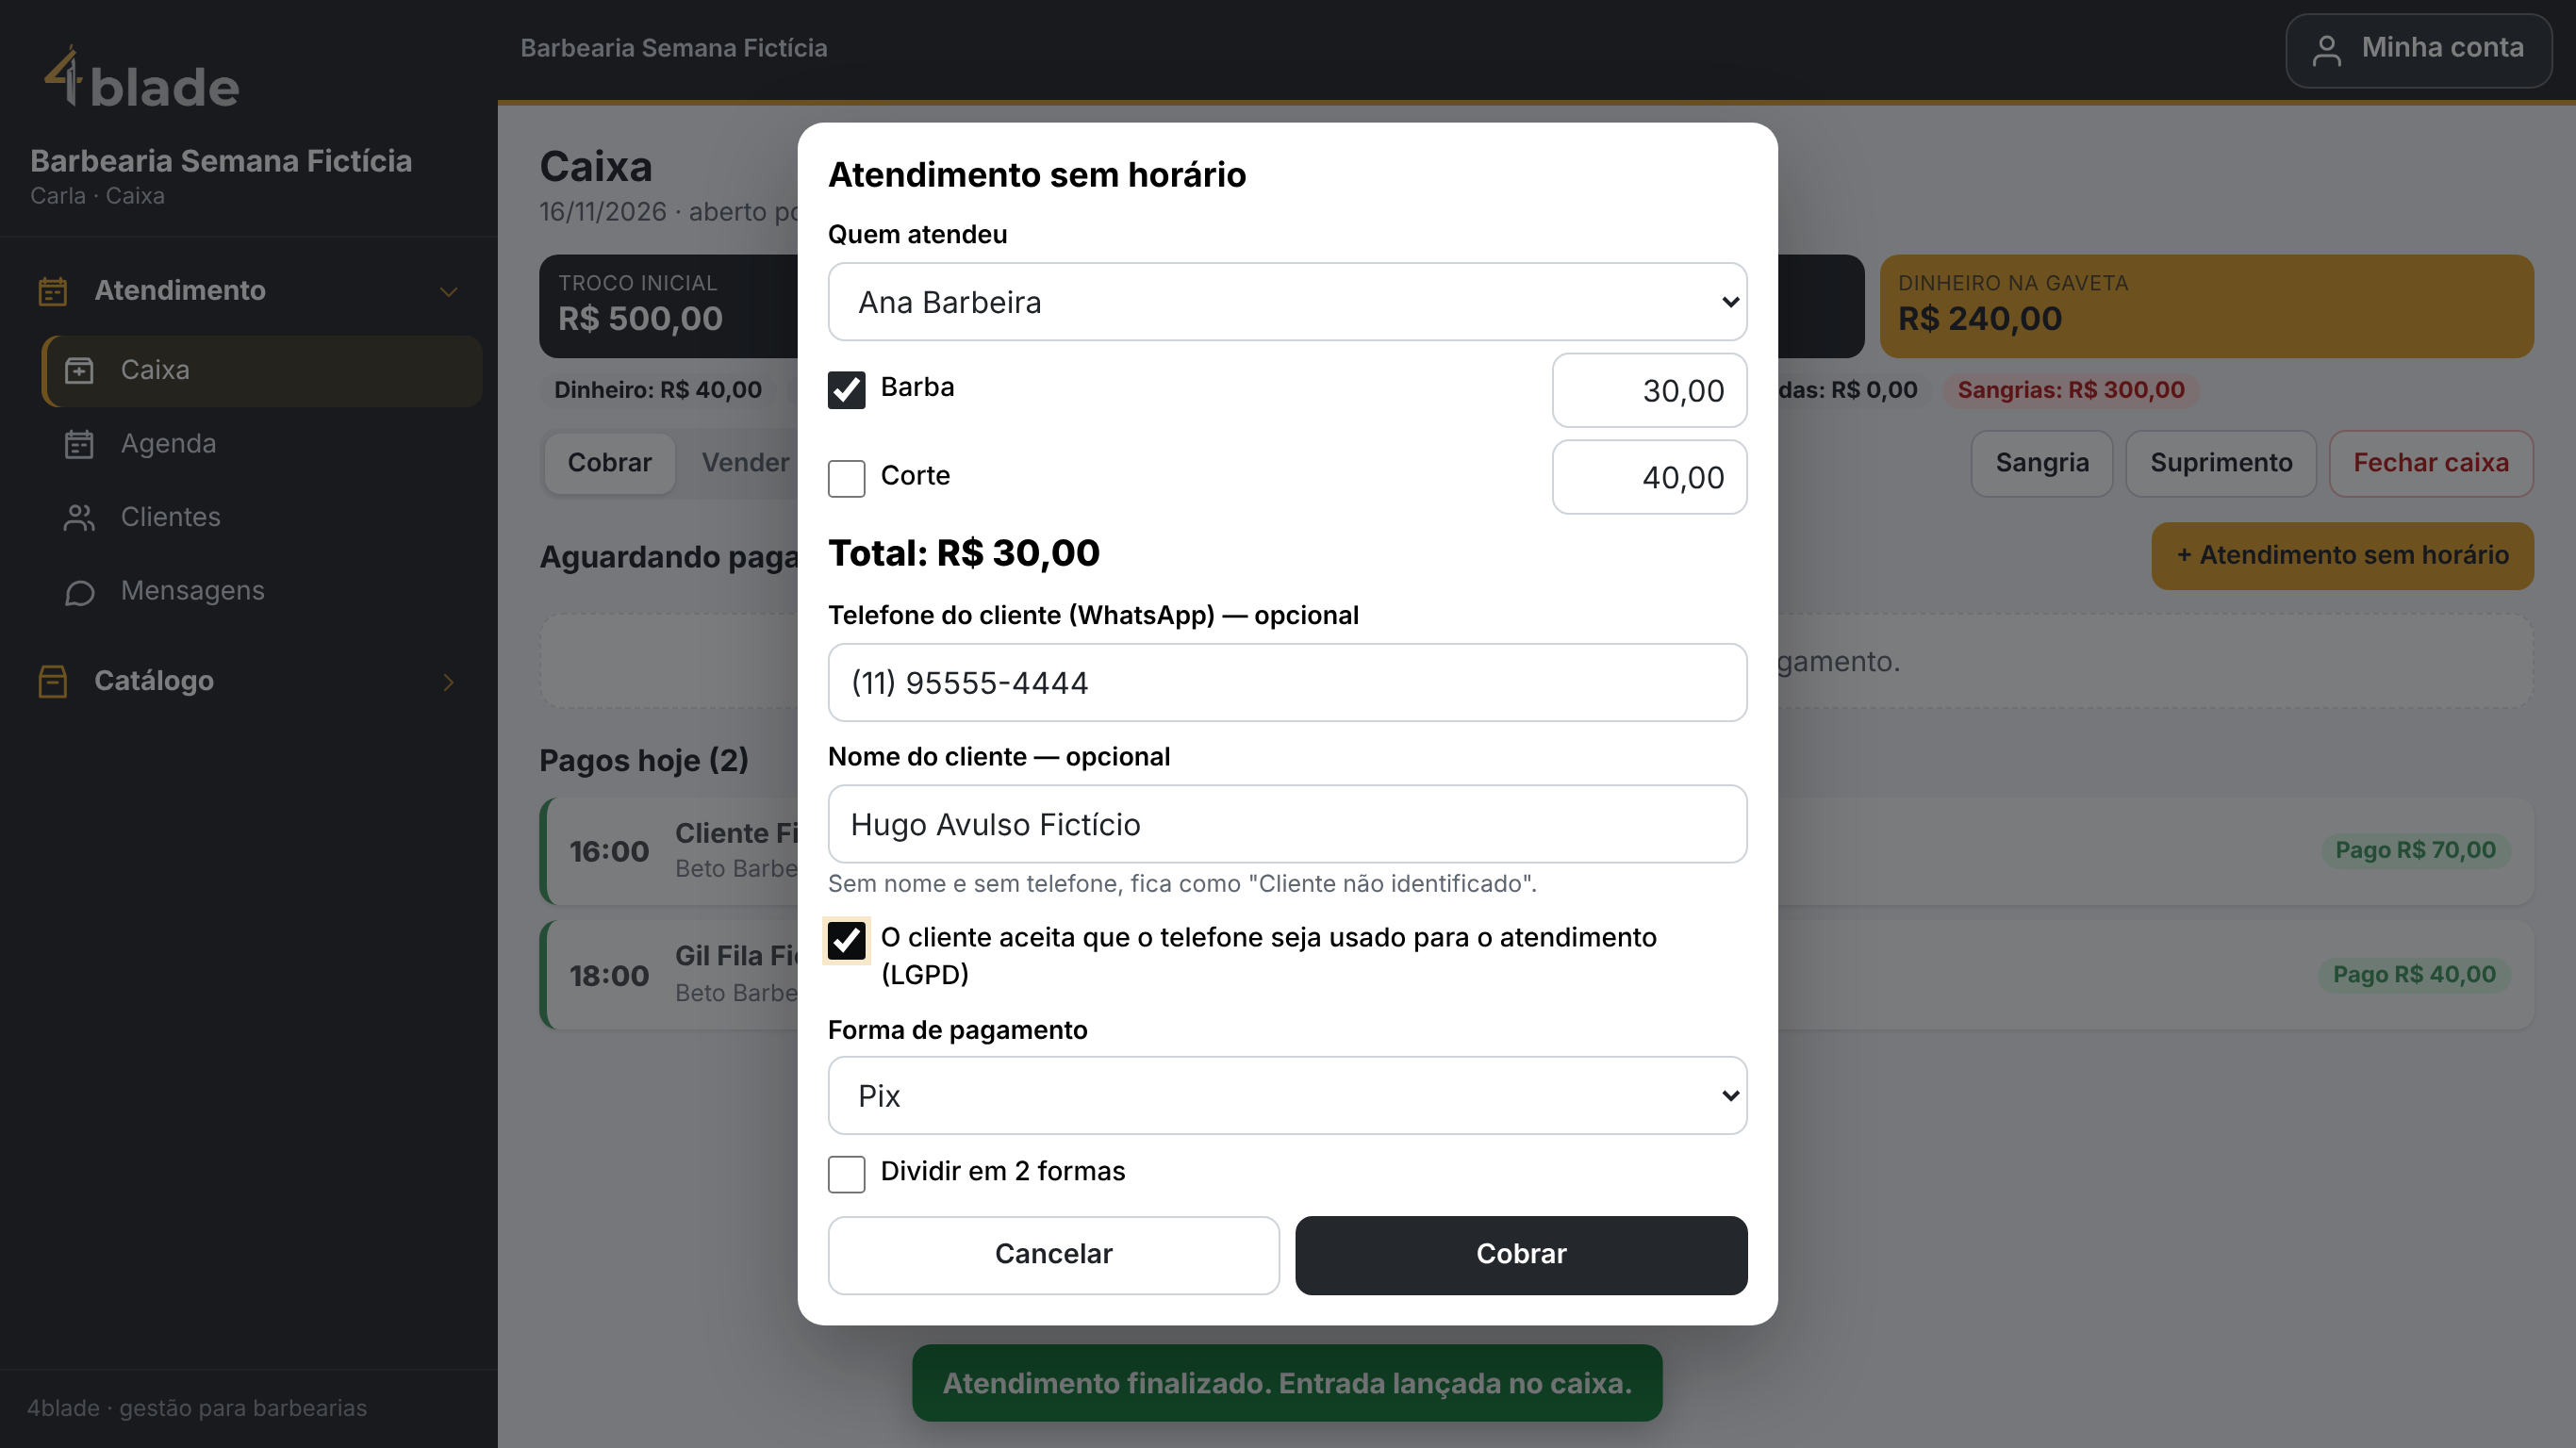 4blade
Barbearia Semana Fictícia
Carla · Caixa
Atendimento
Caixa
Agenda
Clientes
Mensagens
Catálogo
4blade · gestão para barbearias
Barbearia Semana Fictícia
Minha conta
Caixa
16/11/2026 · aberto
TROCO INICIAL
R$ 500,00
DINHEIRO NA GAVETA
R$ 240,00
Dinheiro: R$ 40,00
R$ 0,00
Sangrias: R$ 300,00
Cobrar
Vender
Sangria
Suprimento
Fechar caixa
Aguardando
+ Atendimento sem horário
Pagos hoje (2)
16:00
Cliente
Beto
Pago R$ 70,00
18:00
Gil Fila
Beto
Pago R$ 40,00
Atendimento sem horário
Quem atendeu
Ana Barbeira
Barba
30,00
Corte
40,00
Total: R$ 30,00
Telefone do cliente (WhatsApp) — opcional
(11) 95555-4444
Nome do cliente — opcional
Hugo Avulso Fictício
Sem nome e sem telefone, fica como "Cliente não identificado".
O cliente aceita que o telefone seja usado para o atendimento
(LGPD)
Forma de pagamento
Pix
Dividir em 2 formas
Cancelar
Cobrar
Atendimento finalizado. Entrada lançada no caixa.